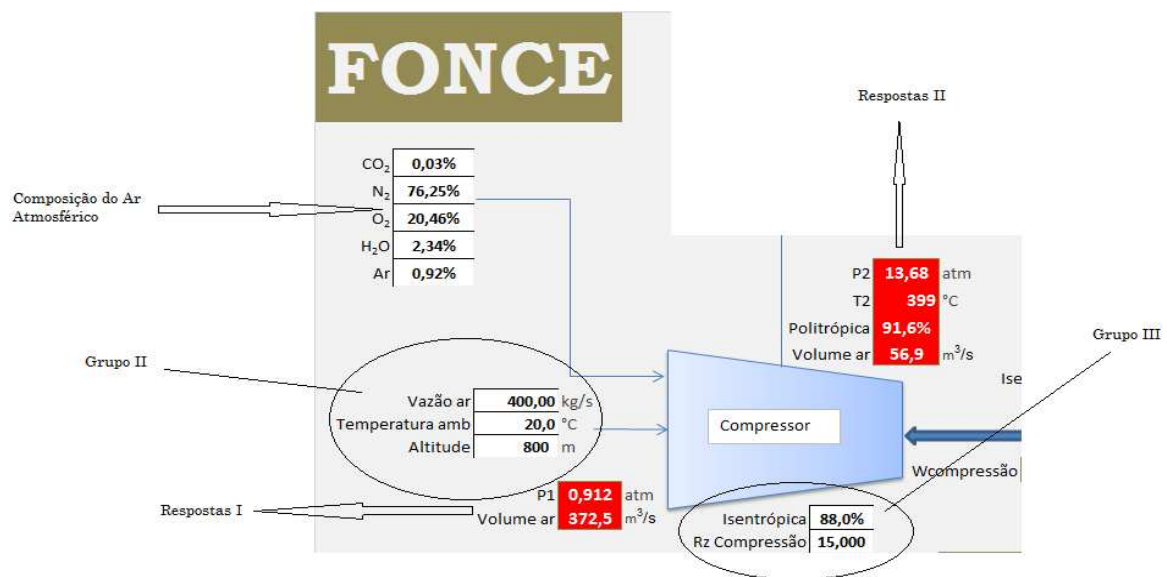 FONCE
Respostas II
CO₂ 0,03%
N₂ 76,25%
O₂ 20,46%
H₂O 2,34%
Ar 0,92%
Composição do Ar
Atmosférico
P2 13,68 atm
T2 399 °C
Politrópica 91,6%
Volume ar 56,9 m³/s
Grupo III
Grupo II
Ise
Vazão ar 400,00 kg/s
Temperatura amb 20,0 °C
Altitude 800 m
Compressor
Wcompressão
P1 0,912 atm
Volume ar 372,5 m³/s
Respostas I
Isentrópica 88,0%
Rz Compressão 15,000